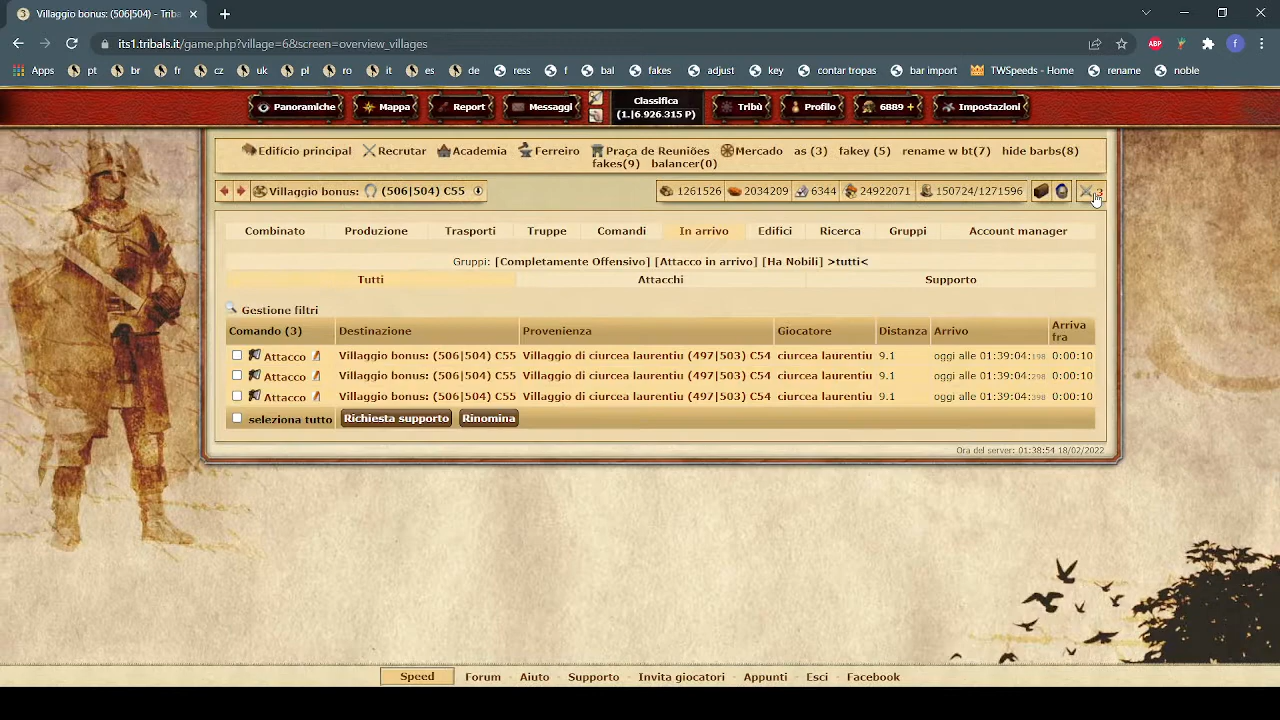 3 Villaggio bonus: (506|504) - Triba
its1.tribals.it/game.php?village=6&screen=overview_villages
ABP
f
Apps pt br fr cz uk pl ro it es de ress f bal fakes adjust key contar tropas bar import TWSpeeds - Home rename noble
Panoramiche Mappa Report Messaggi Classifica (1.|6.926.315 P) Tribù Profilo 6889 + Impostazioni
Edifício principal Recrutar Academia Ferreiro Praça de Reuniões Mercado as (3) fakey (5) rename w bt(7) hide barbs(8)
fakes(9) balancer(0)
Villaggio bonus: (506|504) C55 1261526 2034209 6344 24922071 150724/1271596 3
Combinato Produzione Trasporti Truppe Comandi In arrivo Edifici Ricerca Gruppi Account manager
Gruppi: [Completamente Offensivo] [Attacco in arrivo] [Ha Nobili] >tutti<
Tutti Attacchi Supporto
Gestione filtri
Comando (3) Destinazione Provenienza Giocatore Distanza Arrivo Arriva fra
Attacco Villaggio bonus: (506|504) C55 Villaggio di ciurcea laurentiu (497|503) C54 ciurcea laurentiu 9.1 oggi alle 01:39:04:198 0:00:10
Attacco Villaggio bonus: (506|504) C55 Villaggio di ciurcea laurentiu (497|503) C54 ciurcea laurentiu 9.1 oggi alle 01:39:04:298 0:00:10
Attacco Villaggio bonus: (506|504) C55 Villaggio di ciurcea laurentiu (497|503) C54 ciurcea laurentiu 9.1 oggi alle 01:39:04:398 0:00:10
seleziona tutto Richiesta supporto Rinomina
Ora del server: 01:38:54 18/02/2022
Speed Forum - Aiuto - Supporto - Invita giocatori - Appunti - Esci - Facebook